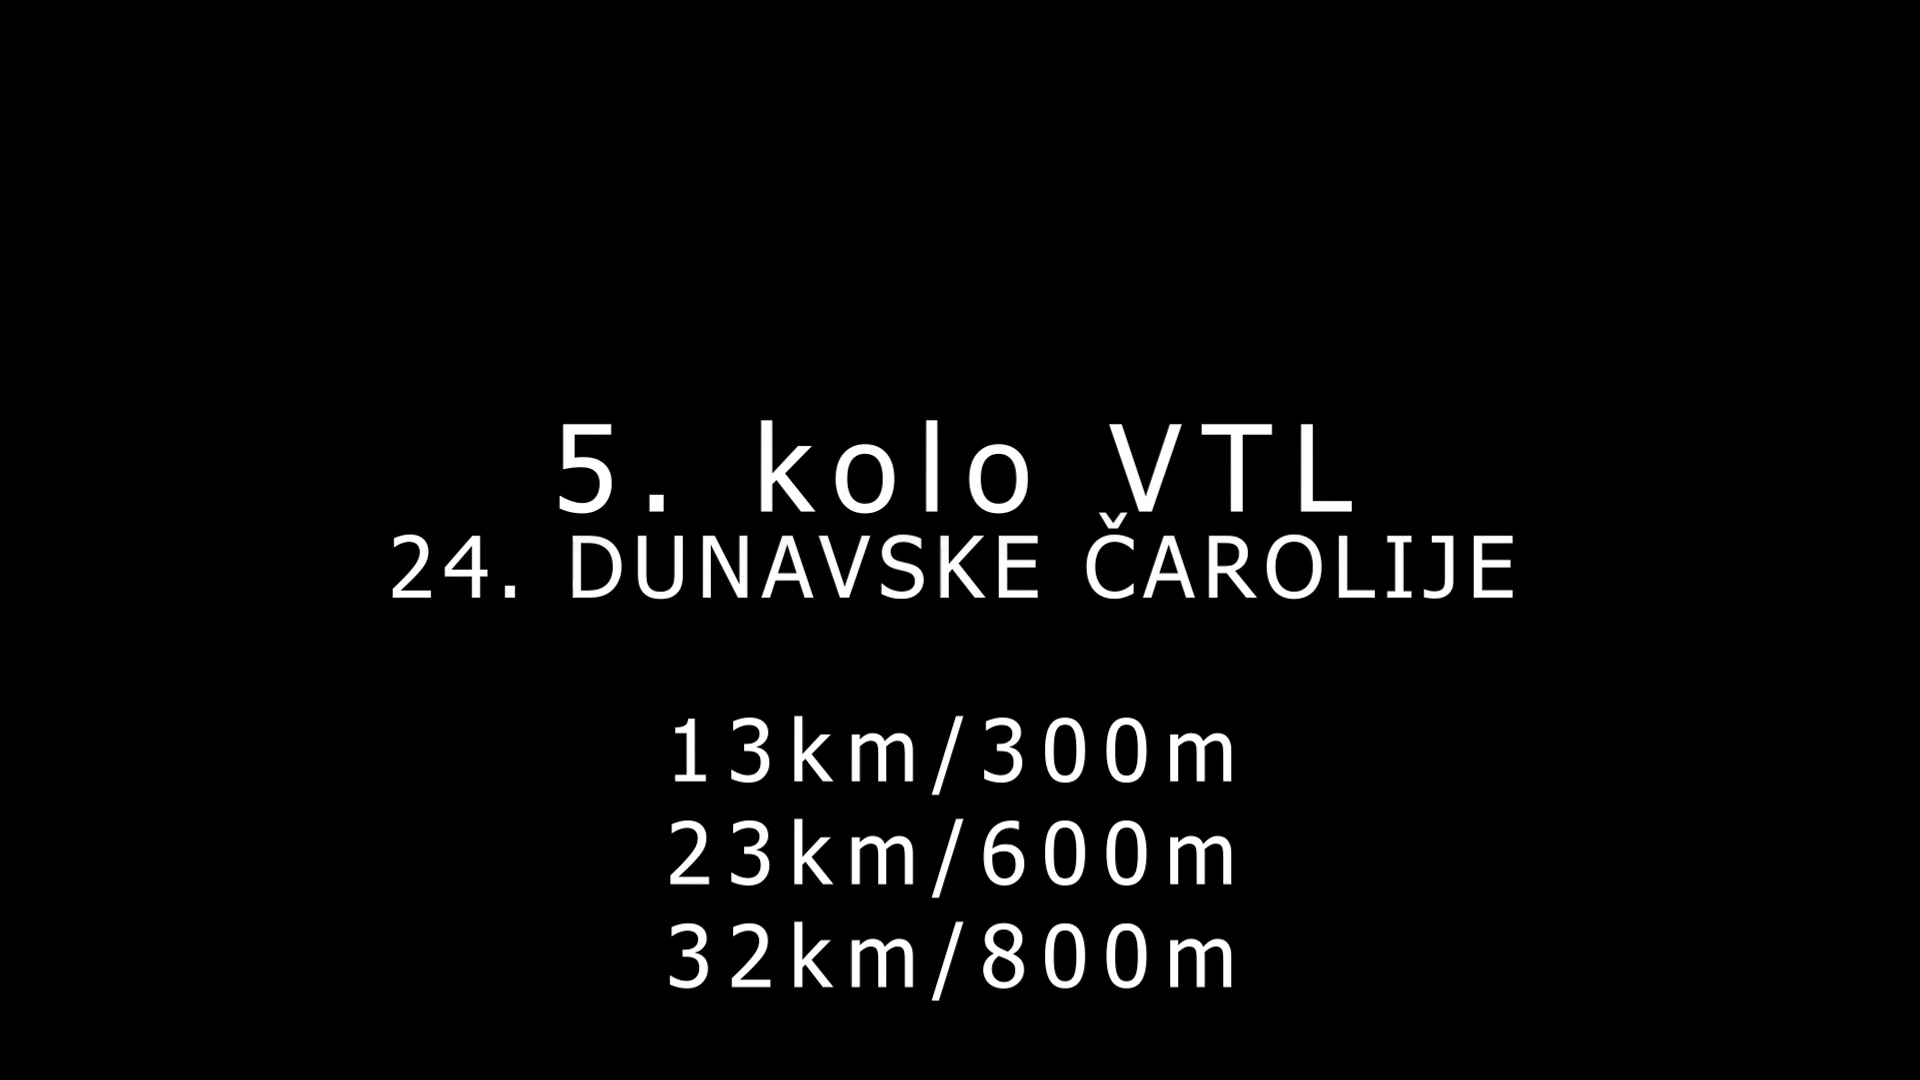 5. kolo VTL
24. DUNAVSKE ČAROLIJE
13km/300m
23km/600m
32km/800m